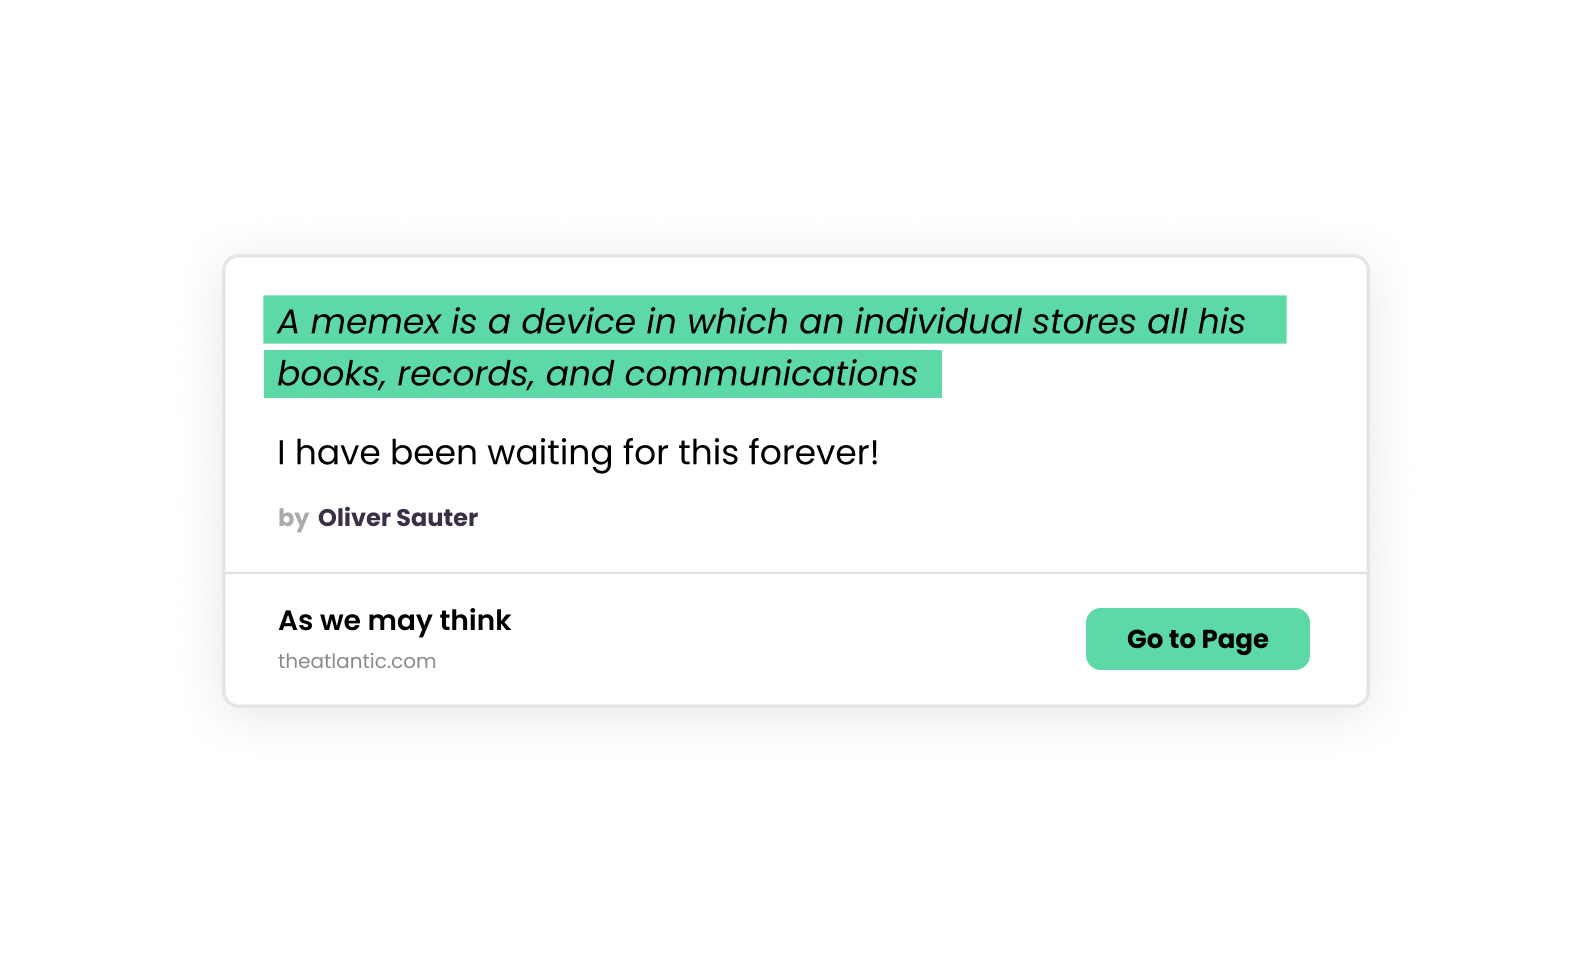 A memex is a device in which an individual stores all his
books, records, and communications
I have been waiting for this forever!
by Oliver Sauter
As we may think
theatlantic.com
Go to Page